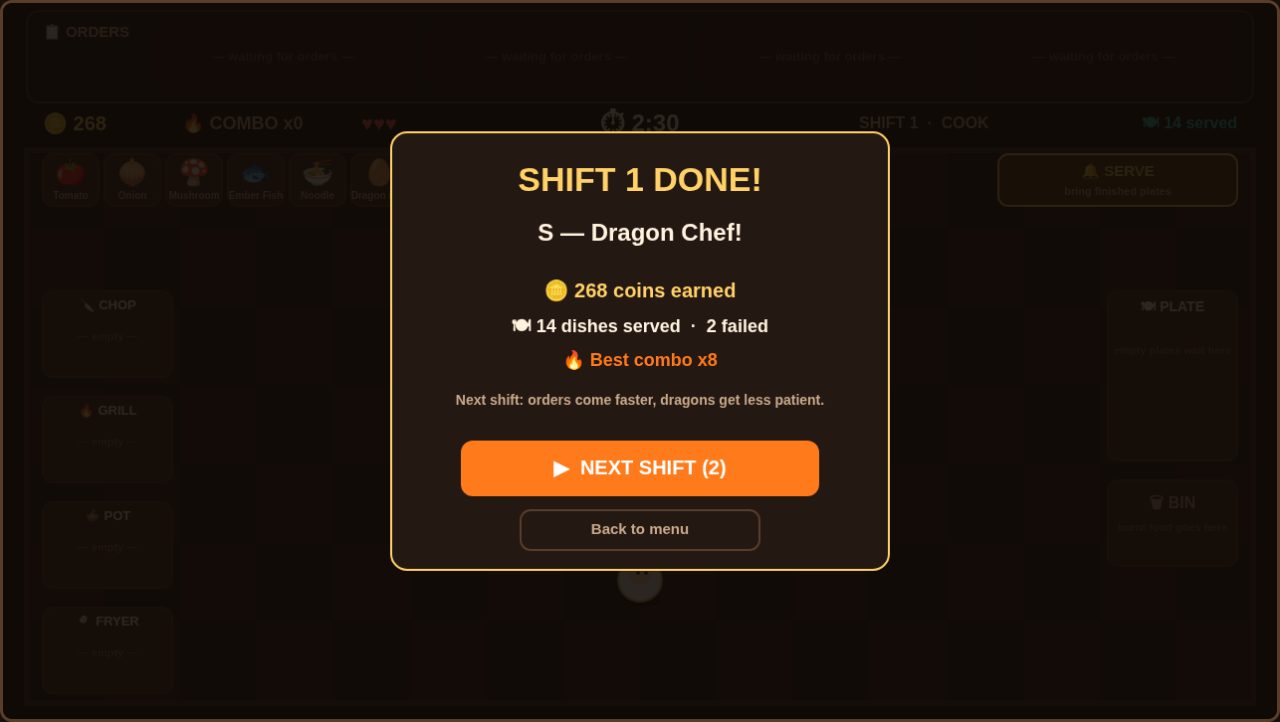 📋 ORDERS
— waiting for orders — — waiting for orders — — waiting for orders — — waiting for orders —
🪙 268 🔥 COMBO x0 ♥♥♥ ⏱ 2:30 SHIFT 1 · COOK 🍽 14 served
Tomato Onion Mushroom Ember Fish Noodle Dragon
🔔 SERVE
bring finished plates
SHIFT 1 DONE!
S — Dragon Chef!
🪙 268 coins earned
🍽 14 dishes served · 2 failed
🔥 Best combo x8
Next shift: orders come faster, dragons get less patient.
▶ NEXT SHIFT (2)
Back to menu
🔪 CHOP
— empty —
🔥 GRILL
— empty —
🍲 POT
— empty —
🍤 FRYER
— empty —
🍽 PLATE
empty plates wait here
🗑 BIN
burnt food goes here